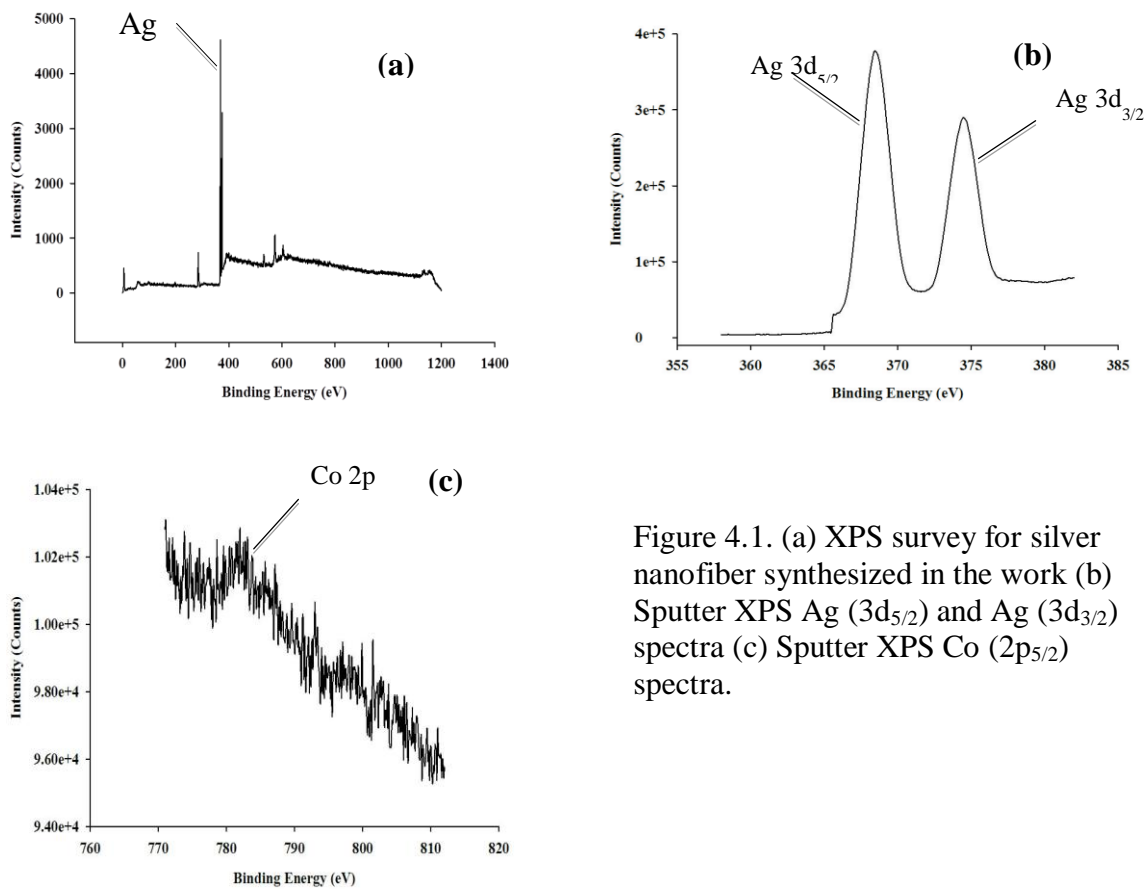 Ag
(a)
5000
4000
3000
2000
1000
0
Intensity (Counts)
0 200 400 600 800 1000 1200 1400
Binding Energy (eV)
(b)
Ag 3d5/2
Ag 3d3/2
4e+5
3e+5
2e+5
1e+5
0
Intensity (Counts)
355 360 365 370 375 380 385
Binding Energy (eV)
Co 2p
(c)
1.04e+5
1.02e+5
1.00e+5
9.80e+4
9.60e+4
9.40e+4
Intensity (Counts)
760 770 780 790 800 810 820
Binding Energy (eV)
Figure 4.1. (a) XPS survey for silver
nanofiber synthesized in the work (b)
Sputter XPS Ag (3d5/2) and Ag (3d3/2)
spectra (c) Sputter XPS Co (2p5/2)
spectra.